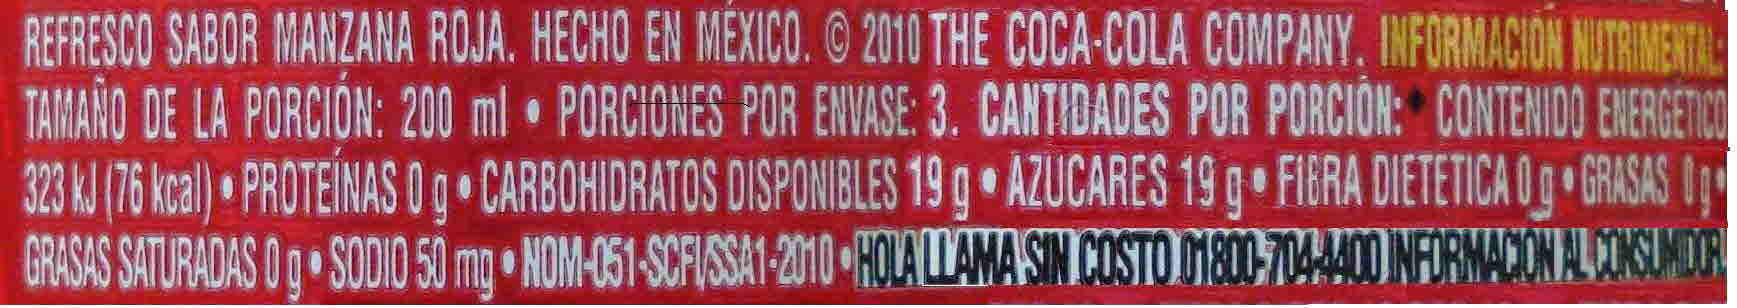 REFRESCO SABOR MANZANA ROJA. HECHO EN MÉXICO. © 2010 THE COCA-COLA COMPANY. INFORMACIÓN NUTRIMENTAL:
TAMAÑO DE LA PORCIÓN: 200 ml • PORCIONES POR ENVASE: 3. CANTIDADES POR PORCIÓN: • CONTENIDO ENERGÉTICO
323 kJ (76 kcal) • PROTEÍNAS 0 g • CARBOHIDRATOS DISPONIBLES 19 g • AZUCARES 19 g • FIBRA DIETETICA 0 g • GRASAS 0 g •
GRASAS SATURADAS 0 g • SODIO 50 mg • NOM-051-SCFI/SSA1-2010 • HOLA LLAMA SIN COSTO 01800-704-4400 INFORMACION AL CONSUMIDOR.